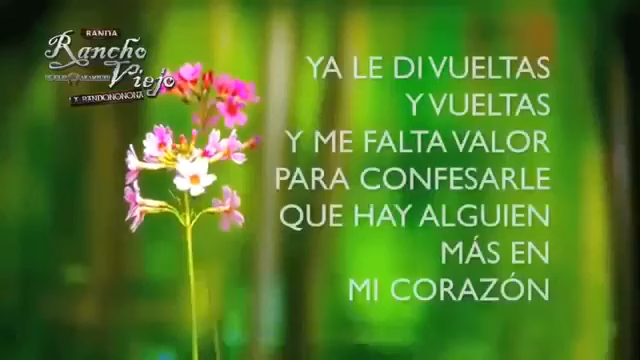 BANDA
Rancho
Viejo
LA BANDONONONA
YA LE DI VUELTAS
Y VUELTAS
Y ME FALTA VALOR
PARA CONFESARLE
QUE HAY ALGUIEN
MÁS EN
MI CORAZÓN